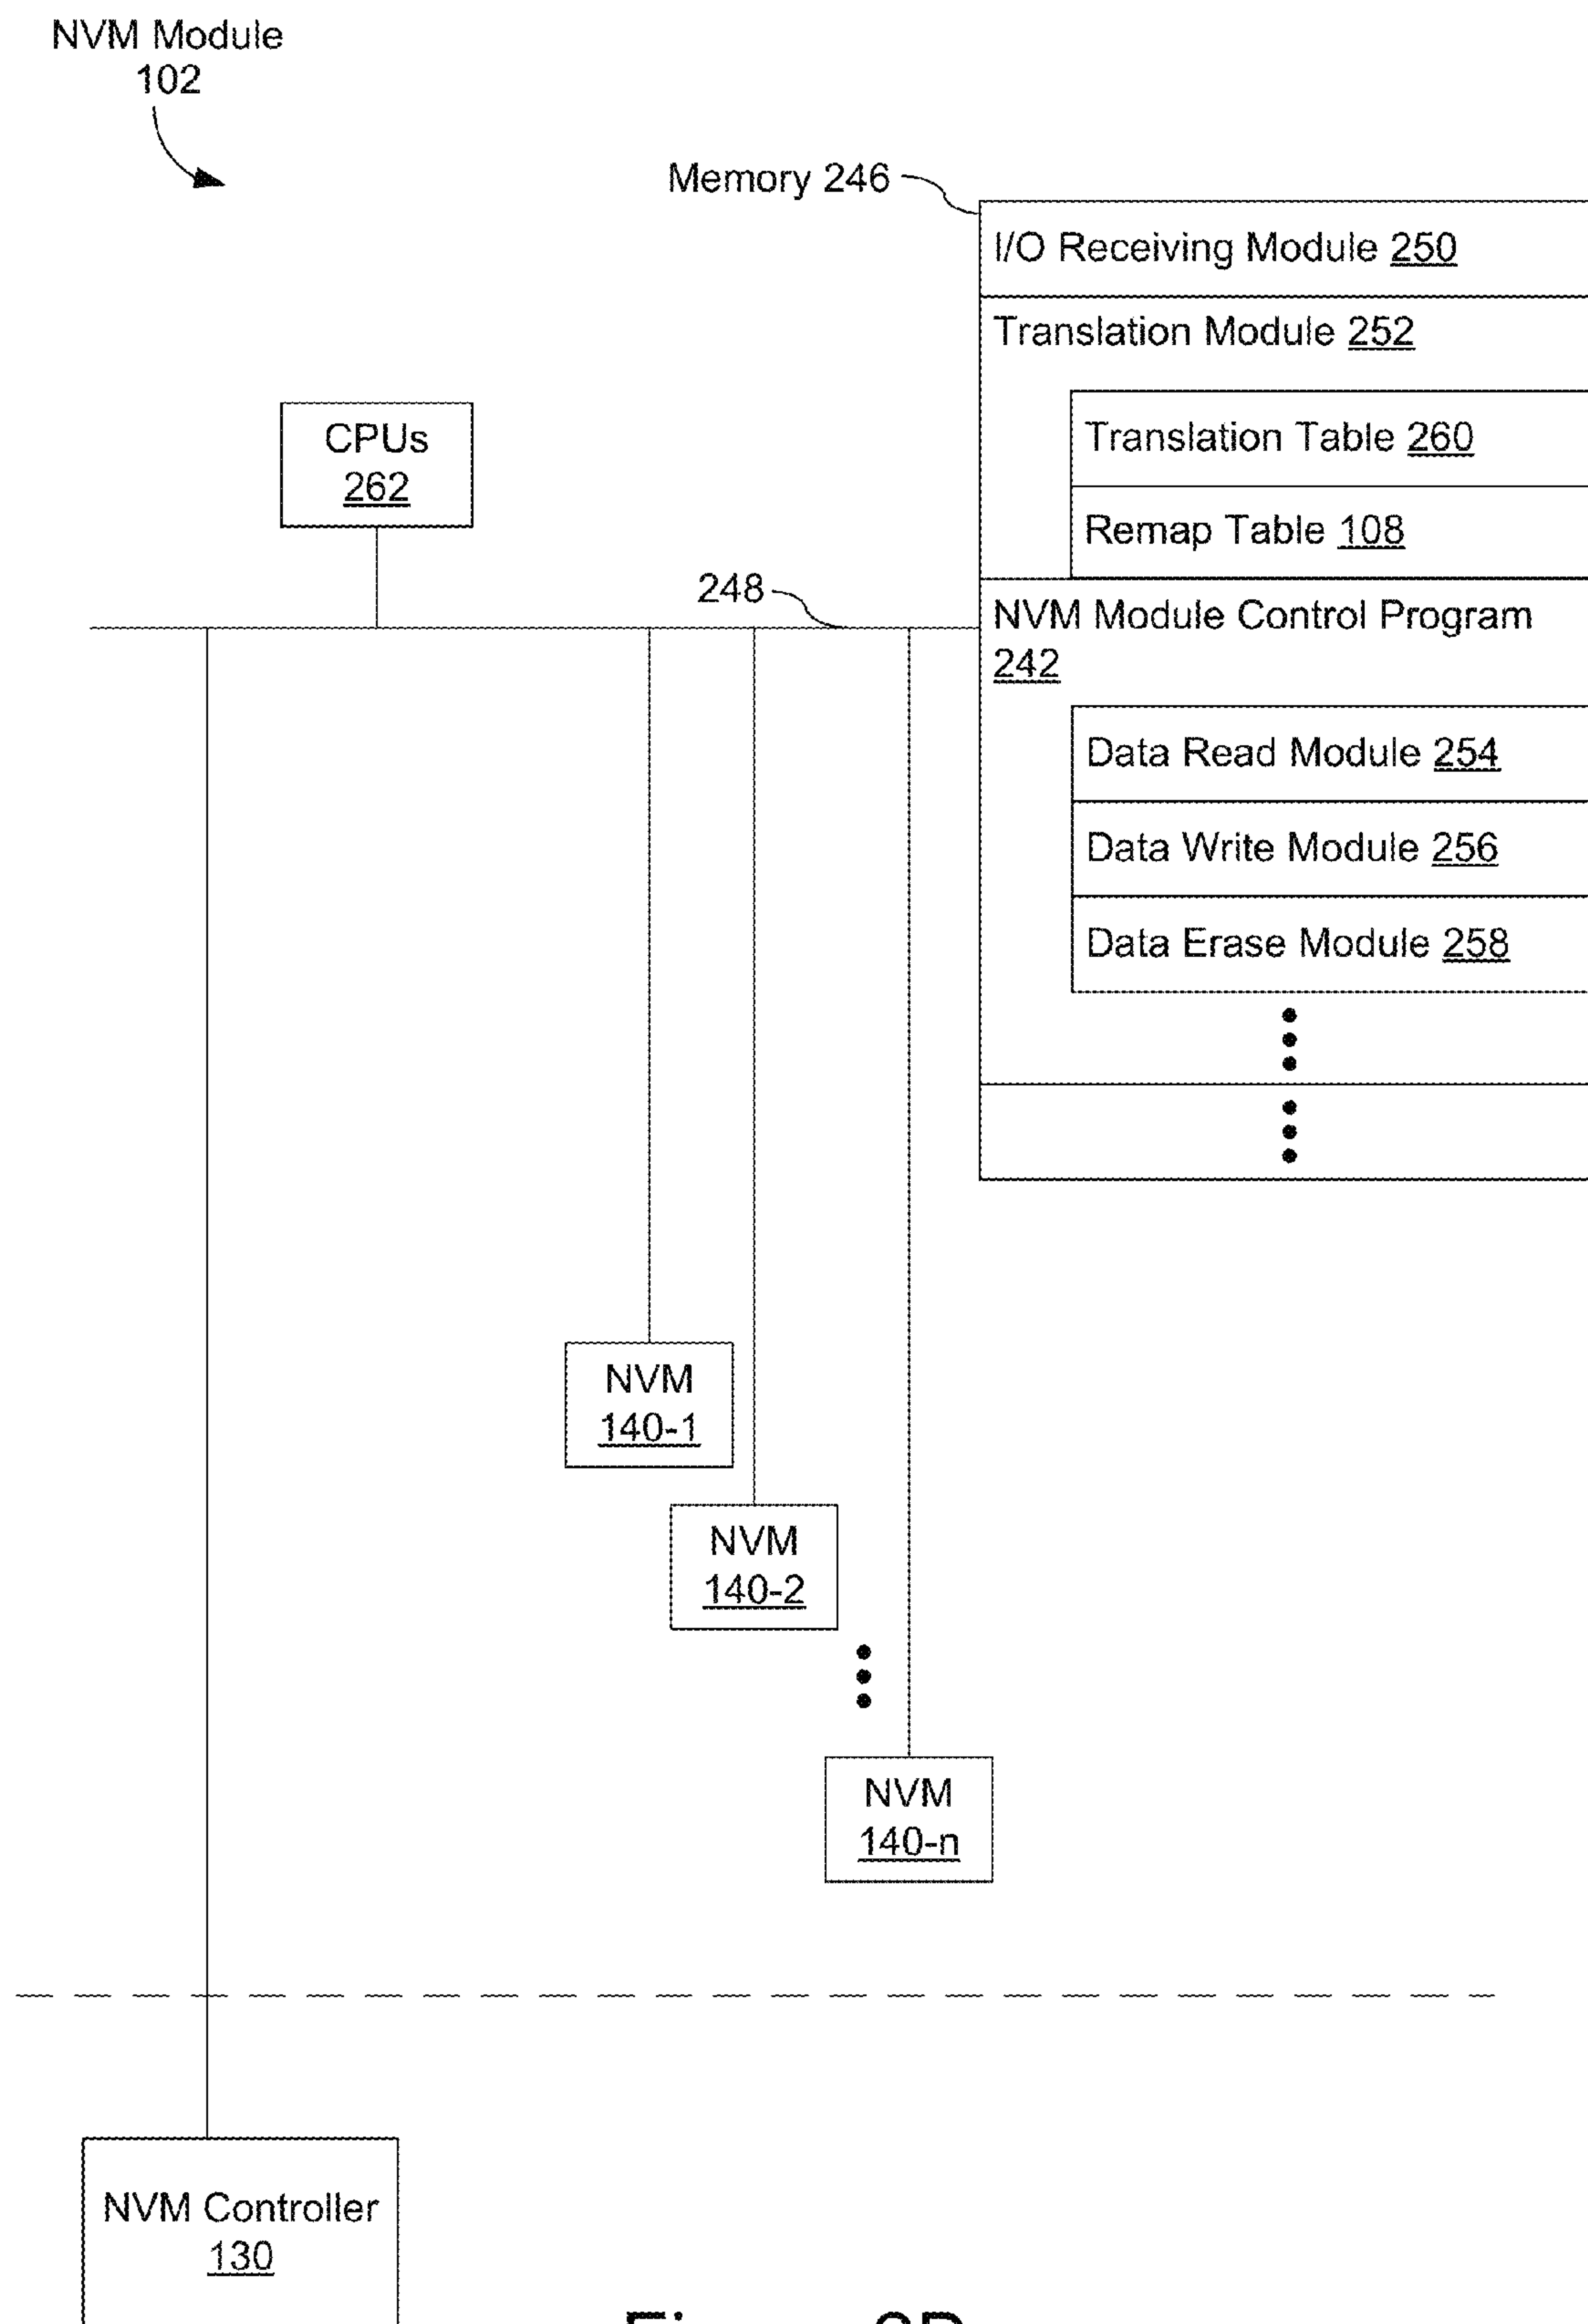 NVM Module
102
Memory 246
I/O Receiving Module 250
Translation Module 252
Translation Table 260
Remap Table 108
CPUs
262
248
NVM Module Control Program
242
Data Read Module 254
Data Write Module 256
Data Erase Module 258
NVM
140-1
NVM
140-2
NVM
140-n
NVM Controller
130